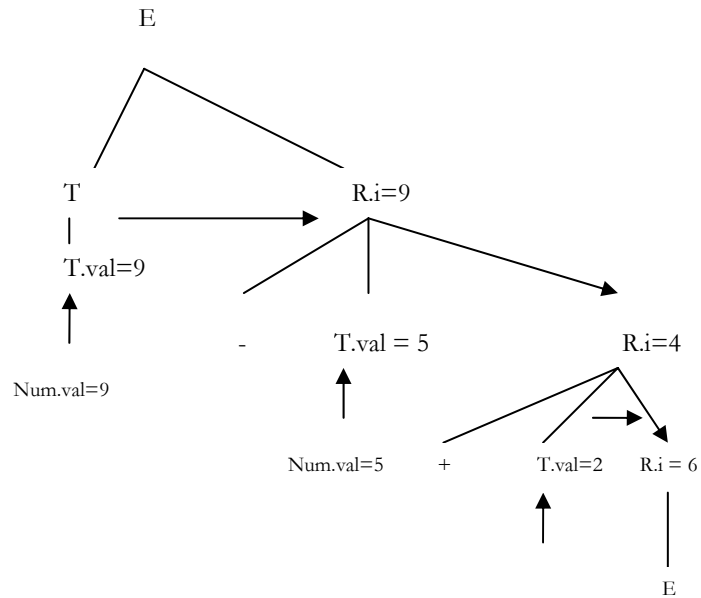 E
T R.i=9
T.val=9
- T.val = 5 R.i=4
Num.val=9
Num.val=5 + T.val=2 R.i = 6
E